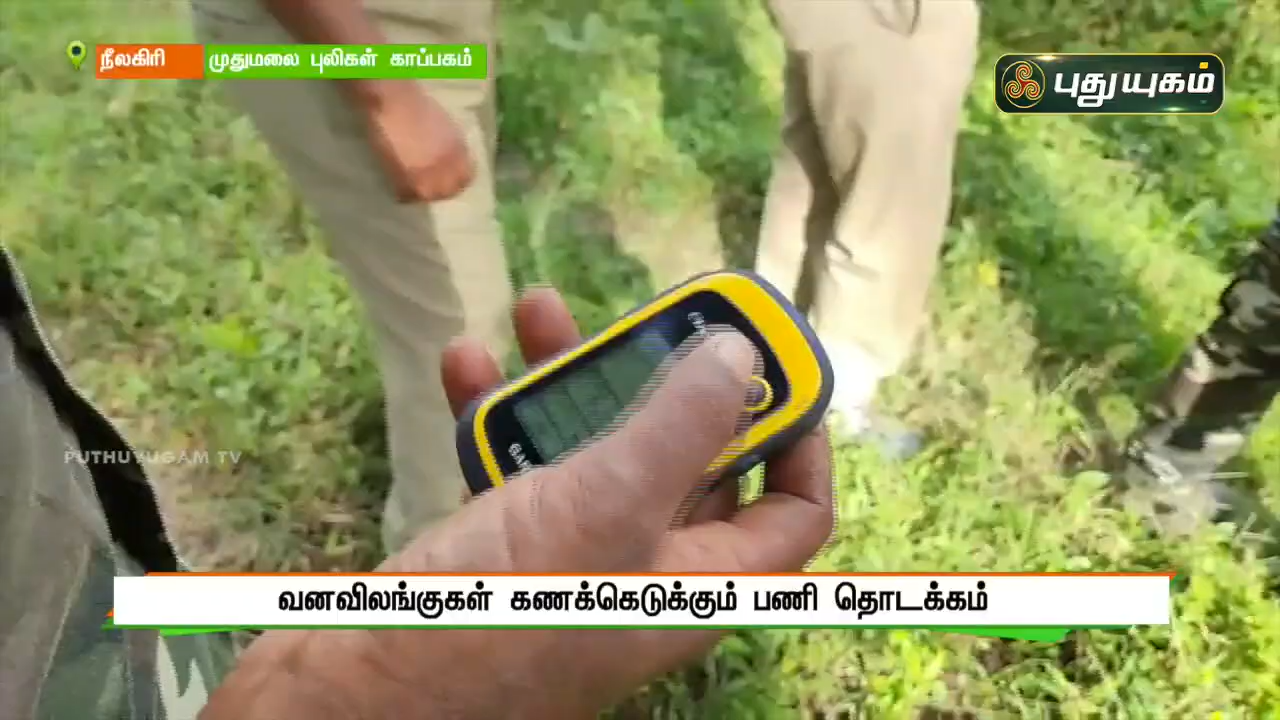 நீலகிரி முதுமலை புலிகள் காப்பகம்
புதுயுகம்
PUTHUYUGAM TV
வனவிலங்குகள் கணக்கெடுக்கும் பணி தொடக்கம்